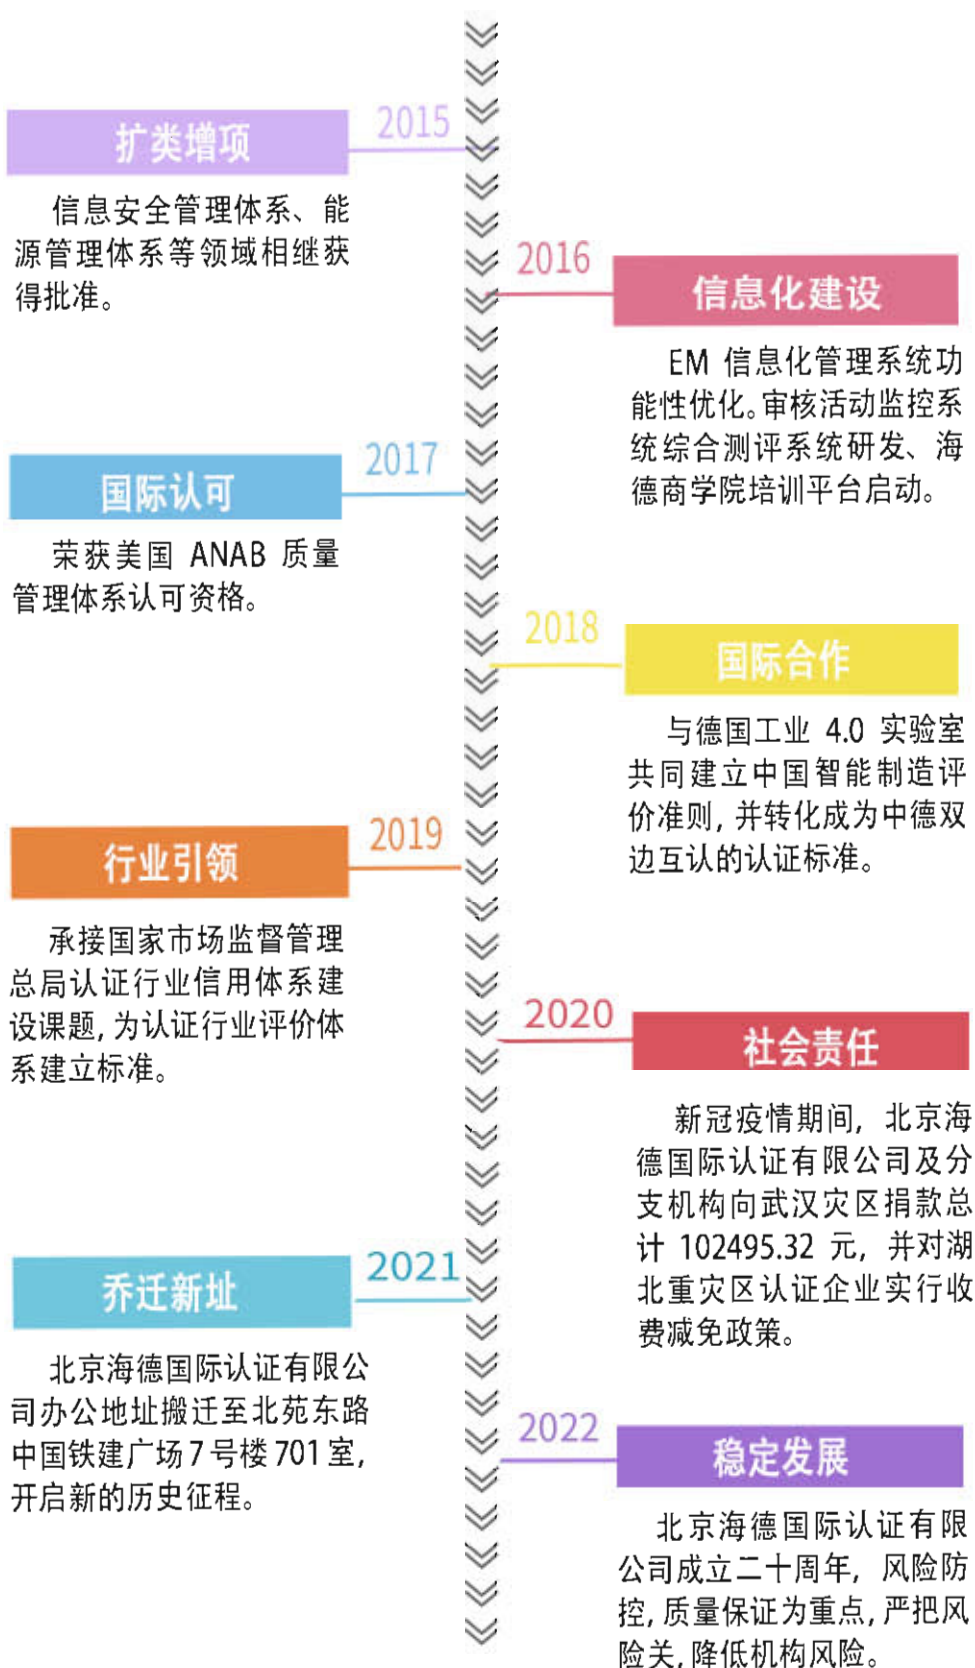 2015
扩类增项
信息安全管理体系、能
源管理体系等领域相继获
得批准。
2016
信息化建设
EM 信息化管理系统功
能性优化。审核活动监控系
统综合测评系统研发、海
德商学院培训平台启动。
2017
国际认可
荣获美国 ANAB 质量
管理体系认可资格。
2018
国际合作
与德国工业 4.0 实验室
共同建立中国智能制造评
价准则, 并转化成为中德双
边互认的认证标准。
2019
行业引领
承接国家市场监督管理
总局认证行业信用体系建
设课题, 为认证行业评价体
系建立标准。
2020
社会责任
新冠疫情期间, 北京海
德国际认证有限公司及分
支机构向武汉灾区捐款总
计 102495.32 元, 并对湖
北重灾区认证企业实行收
费减免政策。
2021
乔迁新址
北京海德国际认证有限公
司办公地址搬迁至北苑东路
中国铁建广场 7 号楼 701 室,
开启新的历史征程。
2022
稳定发展
北京海德国际认证有限
公司成立二十周年, 风险防
控, 质量保证为重点, 严把风
险关, 降低机构风险。